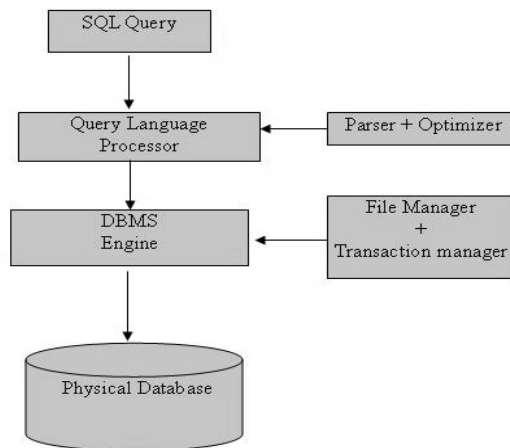 SQL Query
Query Language
Processor
Parser + Optimizer
DBMS
Engine
File Manager
+
Transaction manager
Physical Database